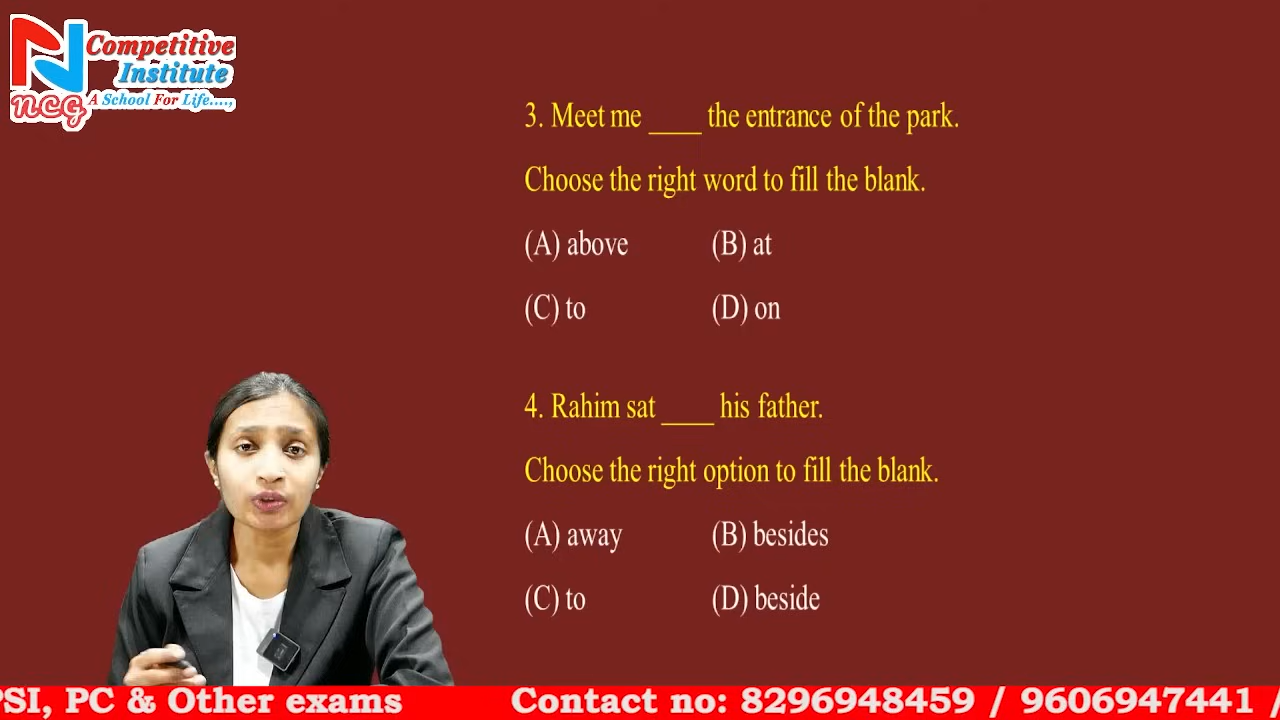 Competitive
Institute
NCG A School For Life....,
3. Meet me ____ the entrance of the park.
Choose the right word to fill the blank.
(A) above (B) at
(C) to (D) on
4. Rahim sat ____ his father.
Choose the right option to fill the blank.
(A) away (B) besides
(C) to (D) beside
PSI, PC & Other exams Contact no: 8296948459 / 9606947441 /